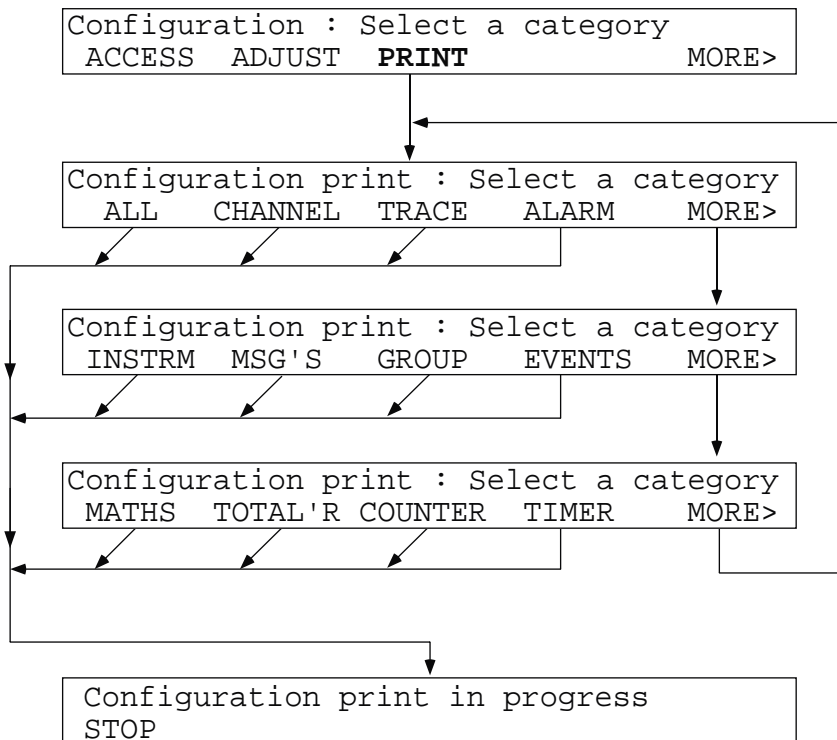 Configuration : Select a category
ACCESS ADJUST PRINT MORE>
Configuration print : Select a category
ALL CHANNEL TRACE ALARM MORE>
Configuration print : Select a category
INSTRM MSG'S GROUP EVENTS MORE>
Configuration print : Select a category
MATHS TOTAL'R COUNTER TIMER MORE>
Configuration print in progress
STOP